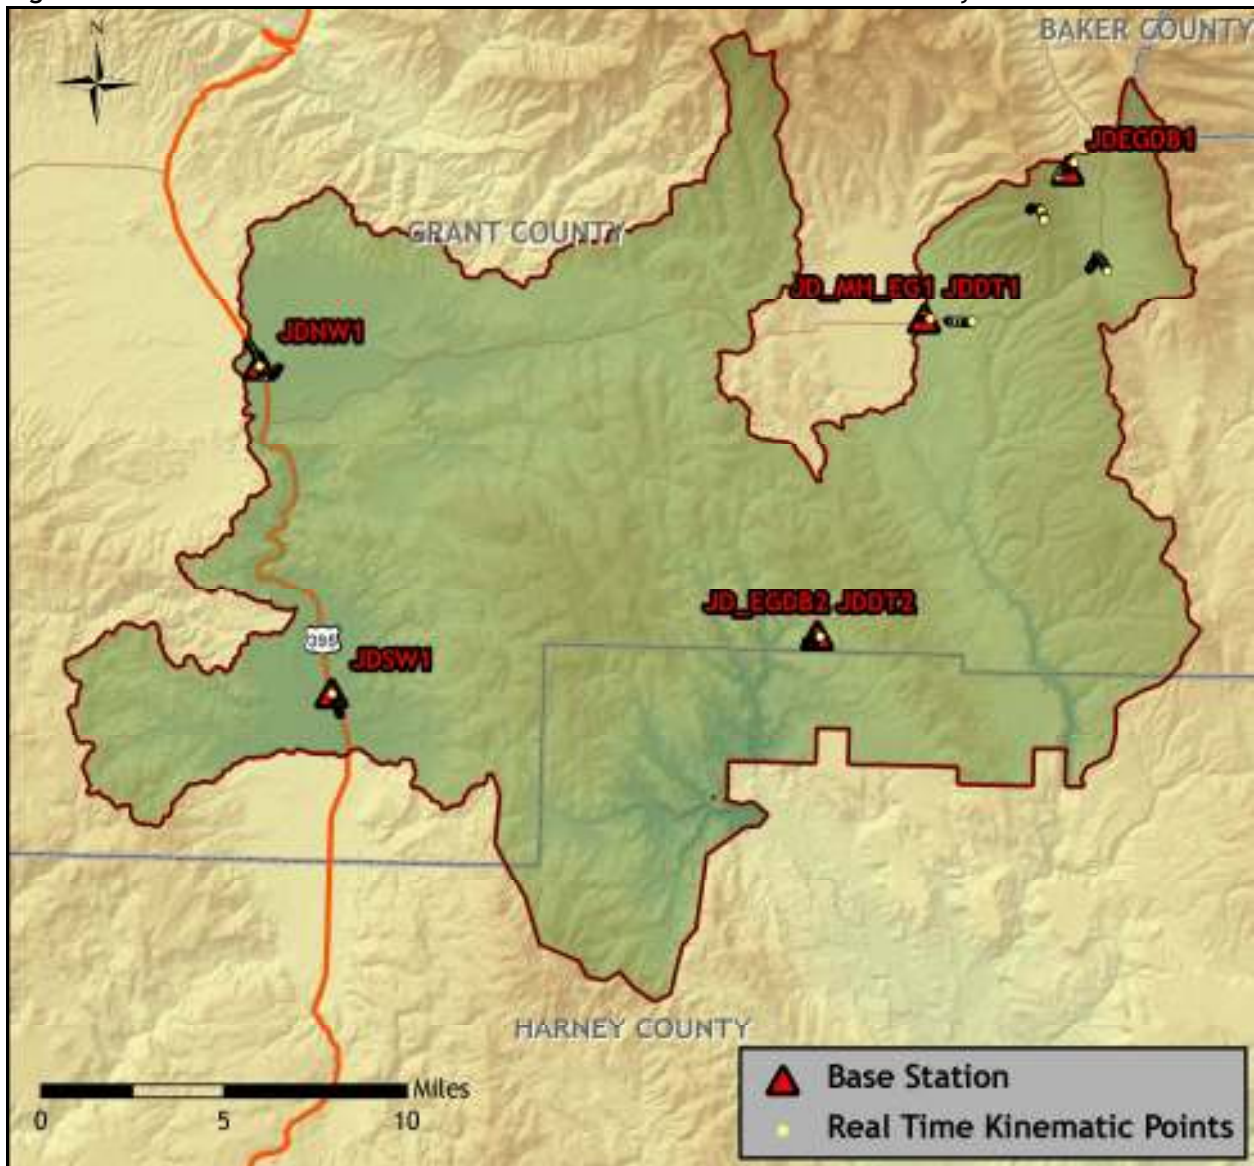 N
BAKER COUNTY
JDEGDB1
GRANT COUNTY
JD_MH_EG1 JDDT1
JDNW1
JD_EGDB2 JDDT2
395
JDSW1
HARNEY COUNTY
Miles
0 5 10
Base Station
Real Time Kinematic Points